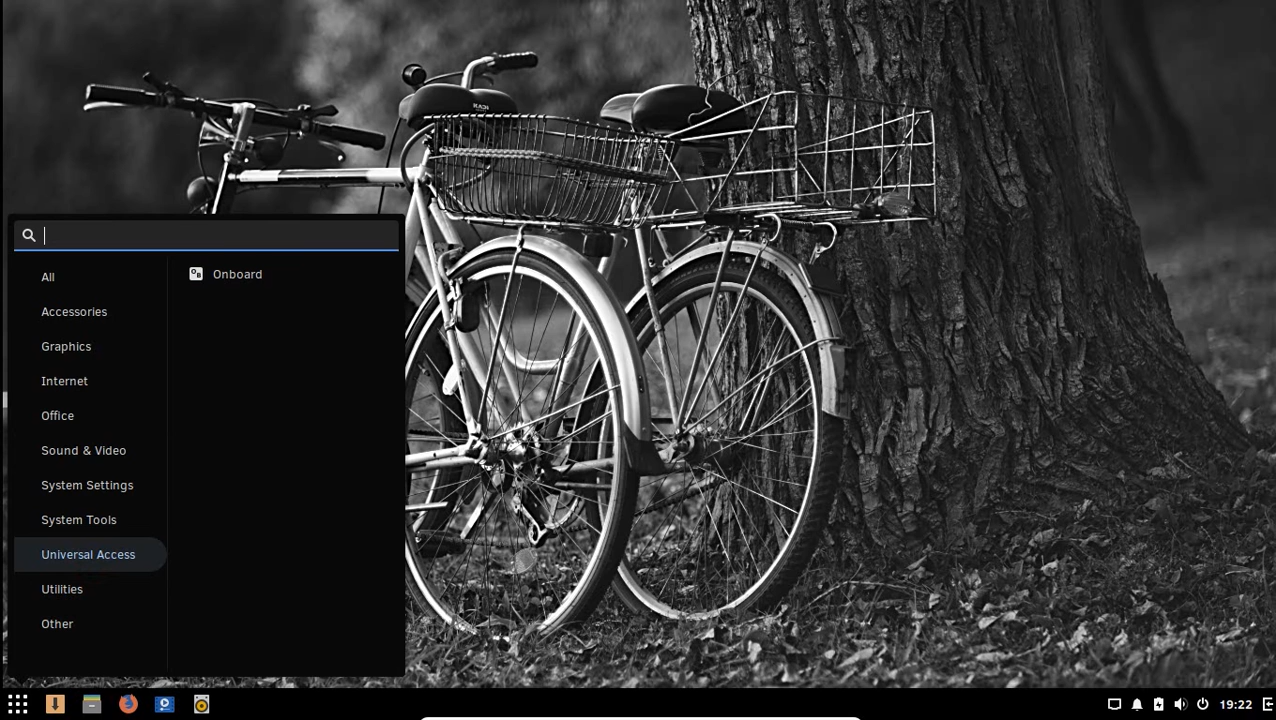 All
Onboard
Accessories
Graphics
Internet
Office
Sound & Video
System Settings
System Tools
Universal Access
Utilities
Other
19:22